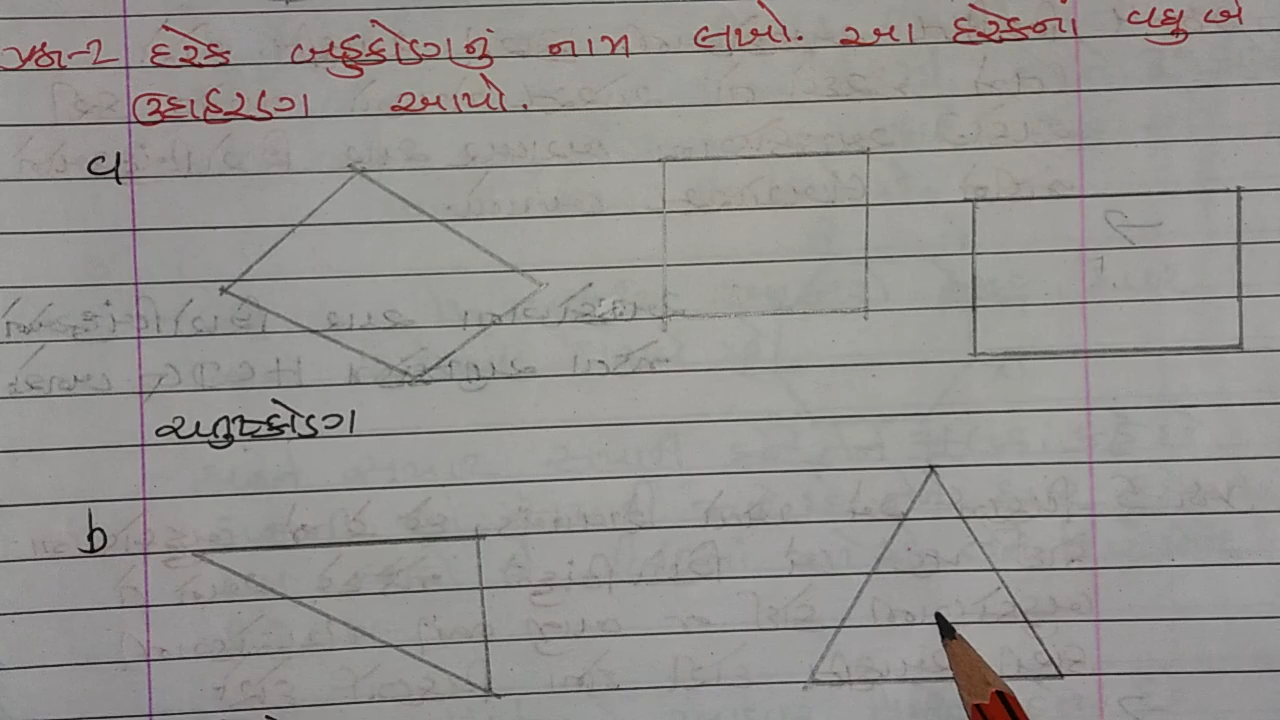 પ્રશ્ન-2 દરેક બહુકોણનું નામ લખો. આ દરેકનાં વધુ બે
ઉદાહરણ આપો.
a
ચતુષ્કોણ
b